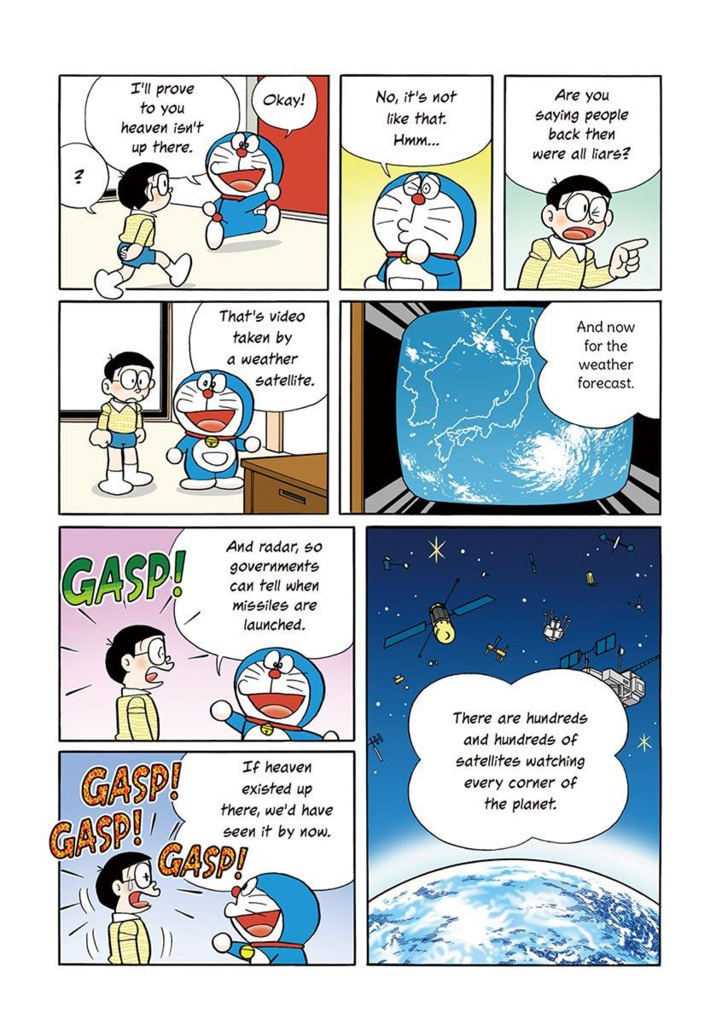 Are you
saying people
back then
were all liars?
No, it's not
like that.
Hmm...
Okay!
I'll prove
to you
heaven isn't
up there.
?
And now
for the
weather
forecast.
That's video
taken by
a weather
satellite.
There are hundreds
and hundreds of
satellites watching
every corner of
the planet.
And radar, so
governments
can tell when
missiles are
launched.
GASP!
If heaven
existed up
there, we'd have
seen it by now.
GASP!
GASP!
GASP!